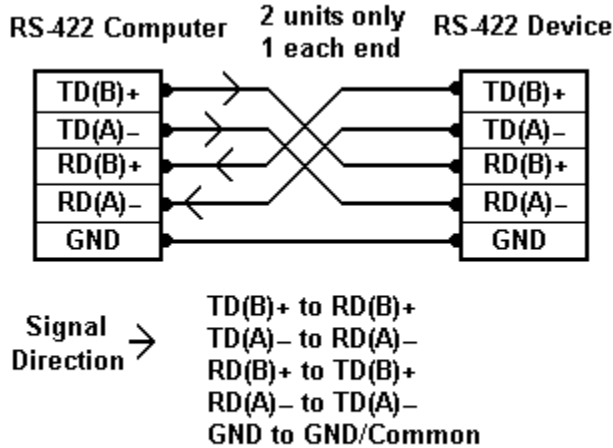 RS-422 Computer
2 units only
1 each end
RS-422 Device
TD(B)+
TD(A)–
RD(B)+
RD(A)–
GND
TD(B)+
TD(A)–
RD(B)+
RD(A)–
GND
Signal
Direction
TD(B)+ to RD(B)+
TD(A)– to RD(A)–
RD(B)+ to TD(B)+
RD(A)– to TD(A)–
GND to GND/Common